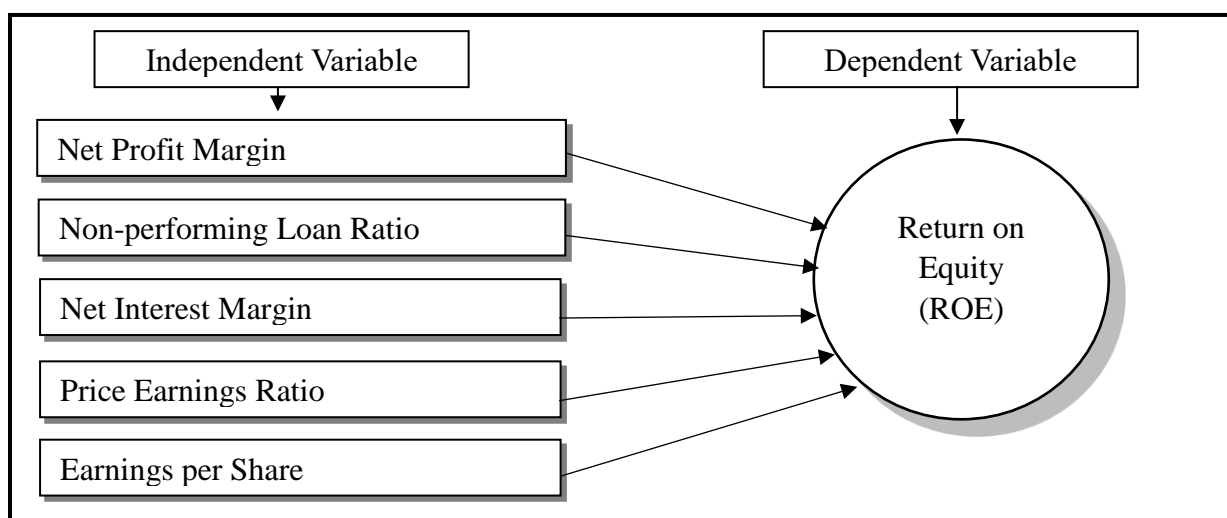 Independent Variable
Dependent Variable
Net Profit Margin
Non-performing Loan Ratio
Net Interest Margin
Price Earnings Ratio
Earnings per Share
Return on
Equity
(ROE)